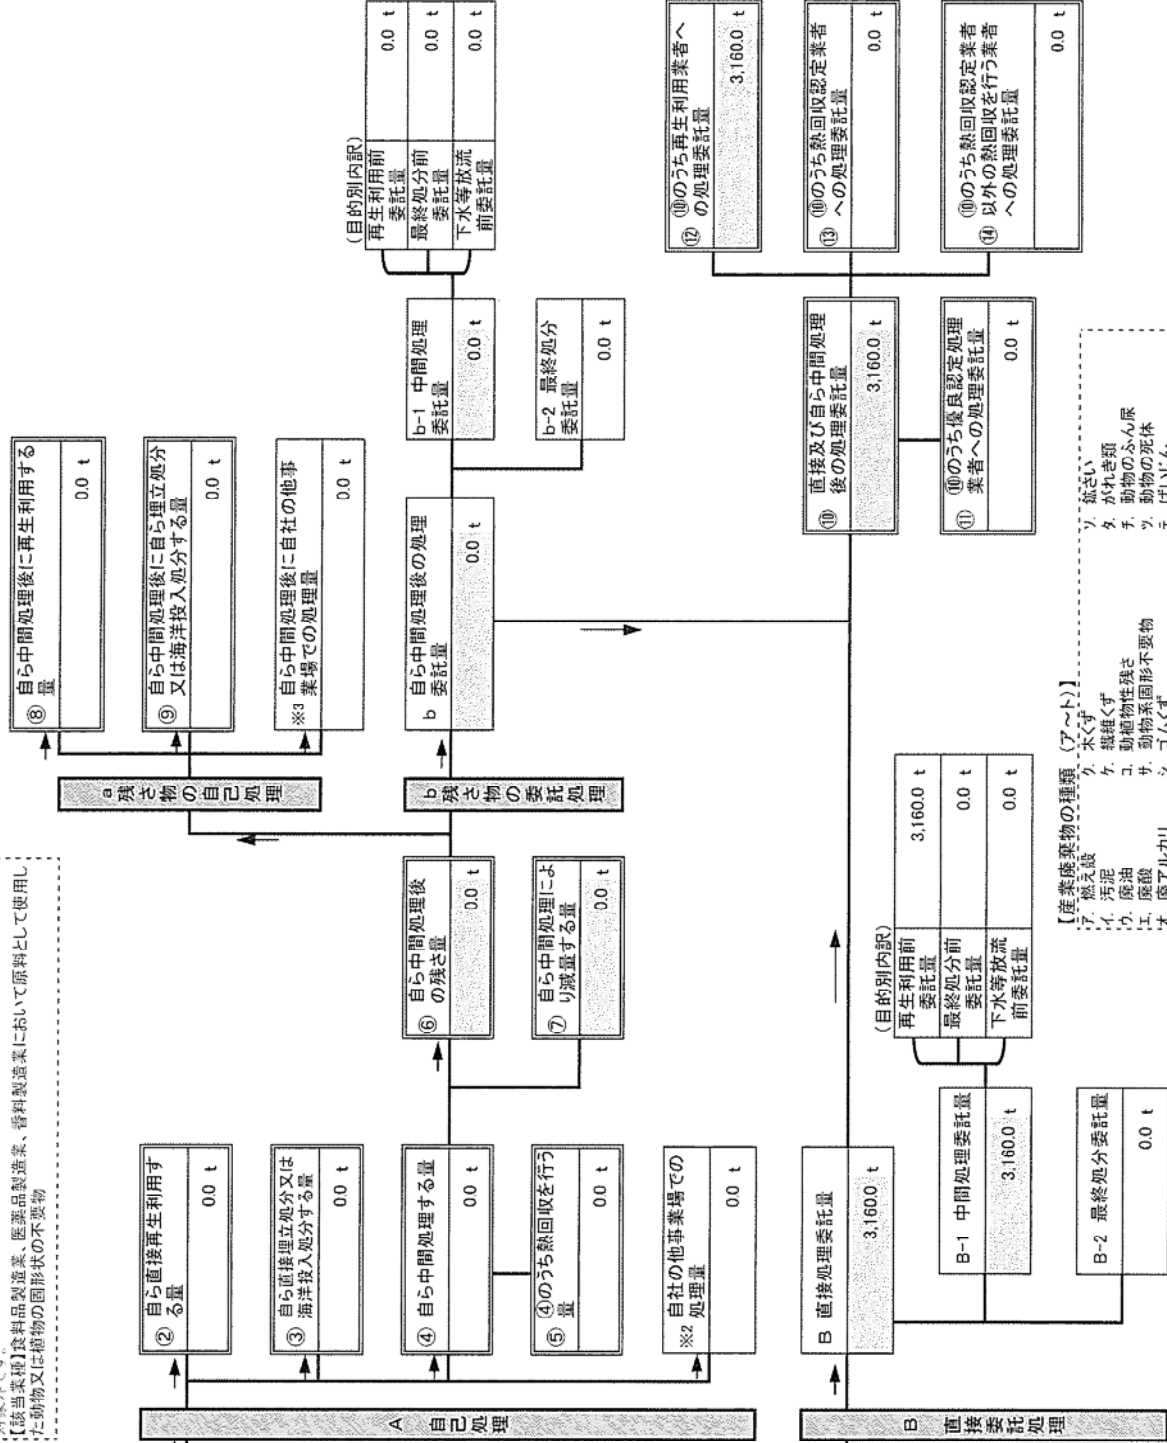 【該当業種】食料品製造業、医薬品製造業、香料製造業において原料として使用し
た動物又は植物の固形状の不要物
A 自己処理
② 自ら直接再生利用す
る量
0.0 t
③ 自ら直接埋立処分又は
海洋投入処分する量
0.0 t
④ 自ら中間処理する量
0.0 t
⑤ ④のうち熱回収を行う
量
0.0 t
※2 自社の他事業場での
処理量
0.0 t
⑥ 自ら中間処理後
の残さ量
0.0 t
⑦ 自ら中間処理によ
り減量する量
0.0 t
a 残さ物の自己処理
⑧ 自ら中間処理後に再生利用する
量
0.0 t
⑨ 自ら中間処理後に自ら埋立処分
又は海洋投入処分する量
0.0 t
※3 自ら中間処理後に自社の他事
業場での処理量
0.0 t
b 残さ物の委託処理
b 自ら中間処理後の処理
委託量
0.0 t
b-1 中間処理
委託量
0.0 t
b-2 最終処分
委託量
0.0 t
(目的別内訳)
再生利用前
委託量
0.0 t
最終処分前
委託量
0.0 t
下水等放流
前委託量
0.0 t
B 直接委託処理
B 直接処理委託量
3,160.0 t
B-1 中間処理委託量
3,160.0 t
B-2 最終処分委託量
0.0 t
(目的別内訳)
再生利用前
委託量
3,160.0 t
最終処分前
委託量
0.0 t
下水等放流
前委託量
0.0 t
⑩ 直接及び自ら中間処理
後の処理委託量
3,160.0 t
⑪ ⑩のうち優良認定処理
業者への処理委託量
0.0 t
⑫ ⑩のうち再生利用業者へ
の処理委託量
3,160.0 t
⑬ ⑩のうち熱回収認定業者
への処理委託量
0.0 t
⑭ ⑩のうち熱回収認定業者
以外の熱回収を行う業者
への処理委託量
0.0 t
【産業廃棄物の種類（ア～ト）】
ア. 燃え殻
イ. 汚泥
ウ. 廃油
エ. 廃酸
オ. 廃アルカリ
ク. 木くず
ケ. 繊維くず
コ. 動植物性残さ
サ. 動物系固形不要物
シ. ゴムくず
ソ. 鉱さい
タ. がれき類
チ. 動物のふん尿
ツ. 動物の死体
テ. ばいじん